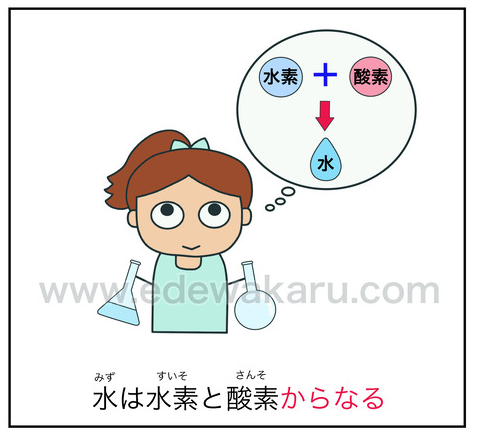 水素 + 酸素
水
www.edewakaru.com
みず すいそ さんそ
水は水素と酸素からなる